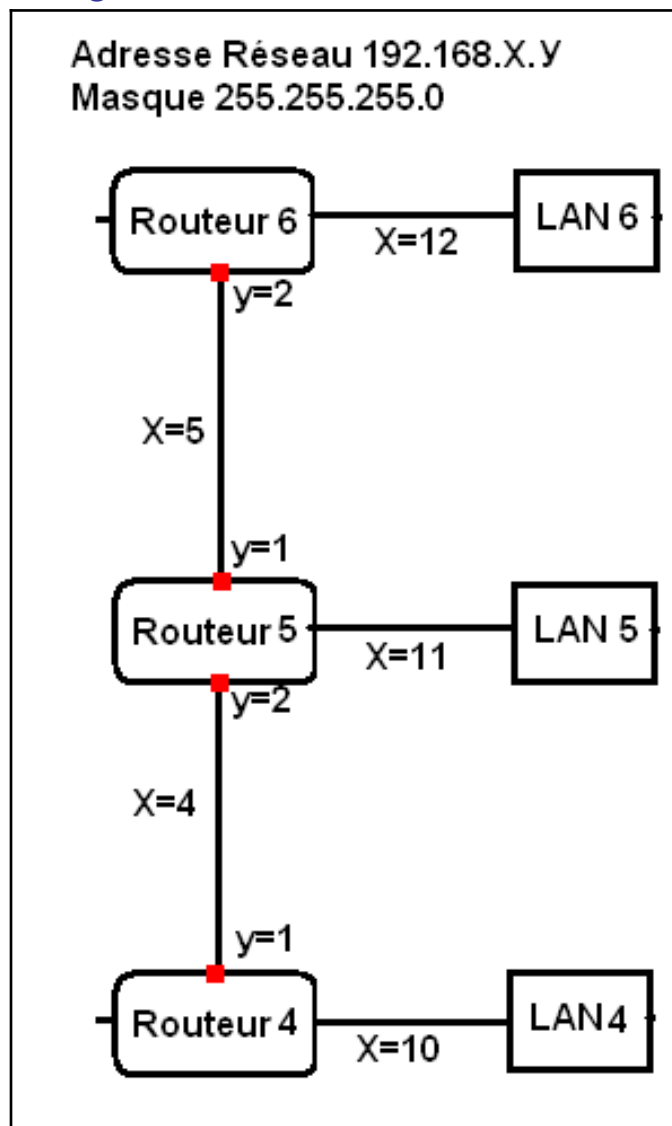 Adresse Réseau 192.168.X.Y
Masque 255.255.255.0
Routeur 6
X=12
LAN 6
y=2
X=5
y=1
Routeur 5
X=11
LAN 5
y=2
X=4
y=1
Routeur 4
X=10
LAN4